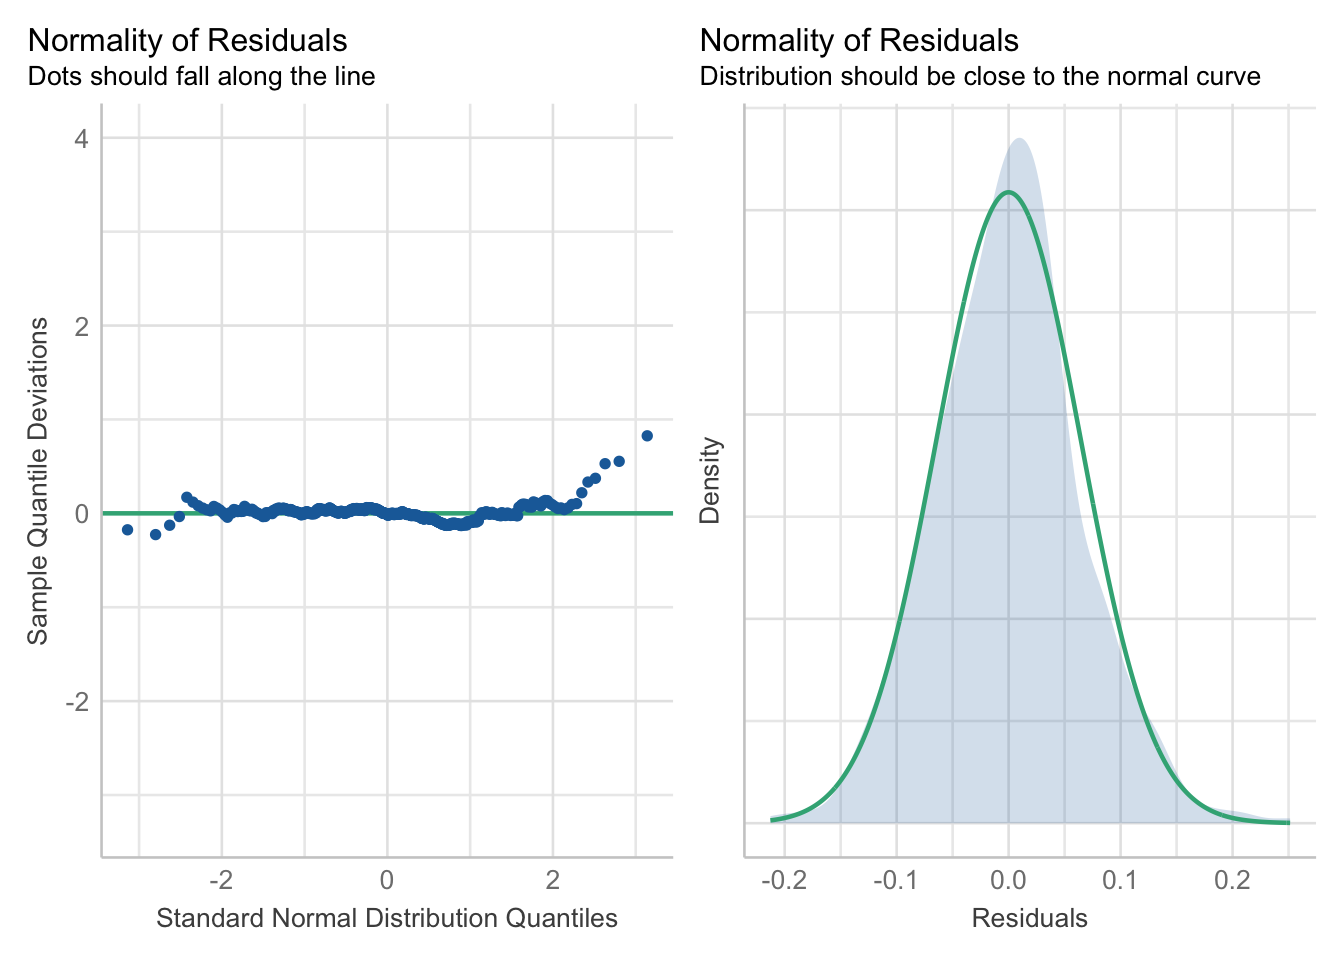 Normality of Residuals
Dots should fall along the line
4
2
0
-2
Sample Quantile Deviations
-2 0 2
Standard Normal Distribution Quantiles
Normality of Residuals
Distribution should be close to the normal curve
Density
-0.2 -0.1 0.0 0.1 0.2
Residuals